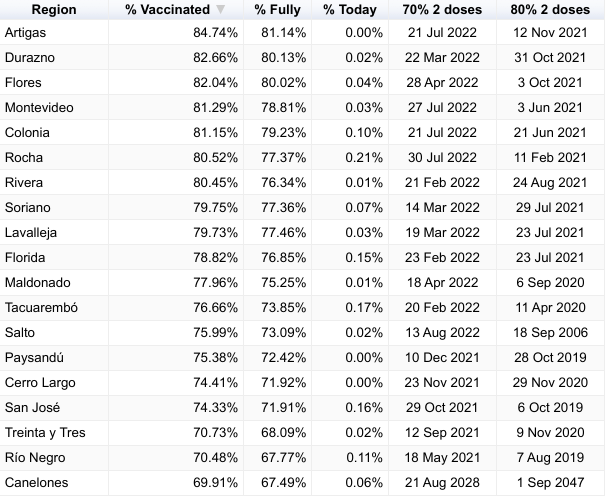 Region % Vaccinated % Fully % Today 70% 2 doses 80% 2 doses
Artigas 84.74% 81.14% 0.00% 21 Jul 2022 12 Nov 2021
Durazno 82.66% 80.13% 0.02% 22 Mar 2022 31 Oct 2021
Flores 82.04% 80.02% 0.04% 28 Apr 2022 3 Oct 2021
Montevideo 81.29% 78.81% 0.03% 27 Jul 2022 3 Jun 2021
Colonia 81.15% 79.23% 0.10% 21 Jul 2022 21 Jun 2021
Rocha 80.52% 77.37% 0.21% 30 Jul 2022 11 Feb 2021
Rivera 80.45% 76.34% 0.01% 21 Feb 2022 24 Aug 2021
Soriano 79.75% 77.36% 0.07% 14 Mar 2022 29 Jul 2021
Lavalleja 79.73% 77.46% 0.03% 19 Mar 2022 23 Jul 2021
Florida 78.82% 76.85% 0.15% 23 Feb 2022 23 Jul 2021
Maldonado 77.96% 75.25% 0.01% 18 Apr 2022 6 Sep 2020
Tacuarembó 76.66% 73.85% 0.17% 20 Feb 2022 11 Apr 2020
Salto 75.99% 73.09% 0.02% 13 Aug 2022 18 Sep 2006
Paysandú 75.38% 72.42% 0.00% 10 Dec 2021 28 Oct 2019
Cerro Largo 74.41% 71.92% 0.00% 23 Nov 2021 29 Nov 2020
San José 74.33% 71.91% 0.16% 29 Oct 2021 6 Oct 2019
Treinta y Tres 70.73% 68.09% 0.02% 12 Sep 2021 9 Nov 2020
Río Negro 70.48% 67.77% 0.11% 18 May 2021 7 Aug 2019
Canelones 69.91% 67.49% 0.06% 21 Aug 2028 1 Sep 2047